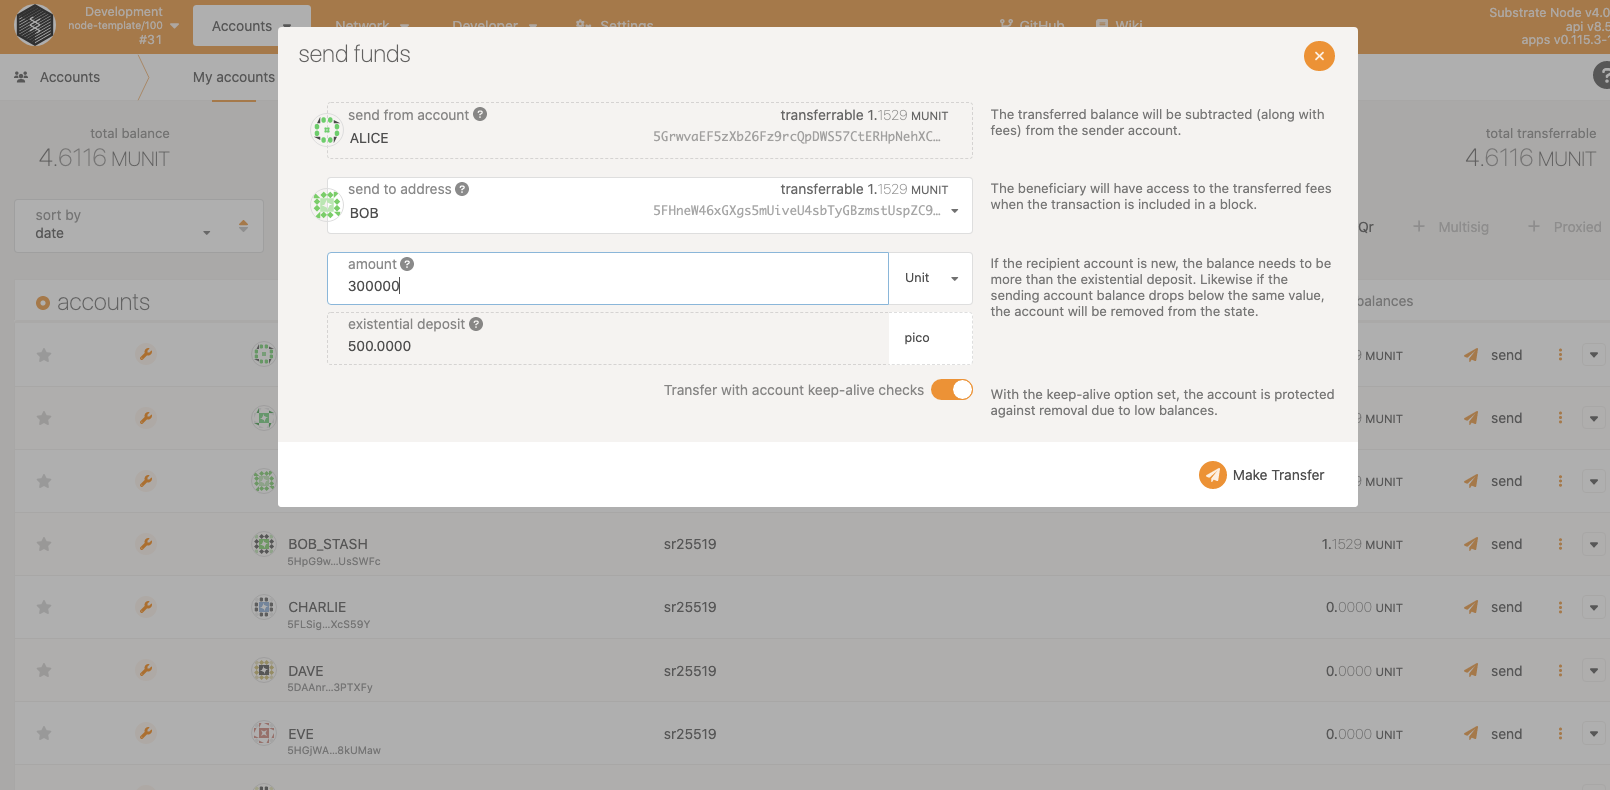 Development
node-template/100
#31
Accounts
Network
Developer
Settings
GitHub
Wiki
Substrate Node v4.0
api v8.5
apps v0.115.3-1
send funds
Accounts
My accounts
total balance
4.6116 MUNIT
total transferrable
4.6116 MUNIT
sort by
date
send from account
transferrable 1.1529 MUNIT
ALICE
5GrwvaEF5zXb26Fz9rcQpDWS57CtERHpNehXC…
The transferred balance will be subtracted (along with
fees) from the sender account.
send to address
transferrable 1.1529 MUNIT
BOB
5FHneW46xGXgs5mUiveU4sbTyGBzmstUspZC9…
The beneficiary will have access to the transferred fees
when the transaction is included in a block.
Qr
Multisig
Proxied
amount
300000
Unit
If the recipient account is new, the balance needs to be
more than the existential deposit. Likewise if the
sending account balance drops below the same value,
the account will be removed from the state.
existential deposit
500.0000
pico
Transfer with account keep-alive checks
With the keep-alive option set, the account is protected
against removal due to low balances.
Make Transfer
accounts
balances
9 MUNIT send
MUNIT send
9 MUNIT send
BOB_STASH sr25519 1.1529 MUNIT send
5HpG9w…UsSWFc
CHARLIE sr25519 0.0000 UNIT send
5FLSig…XcS59Y
DAVE sr25519 0.0000 UNIT send
5DAAnr…3PTXFy
EVE sr25519 0.0000 UNIT send
5HGjWA…8kUMaw